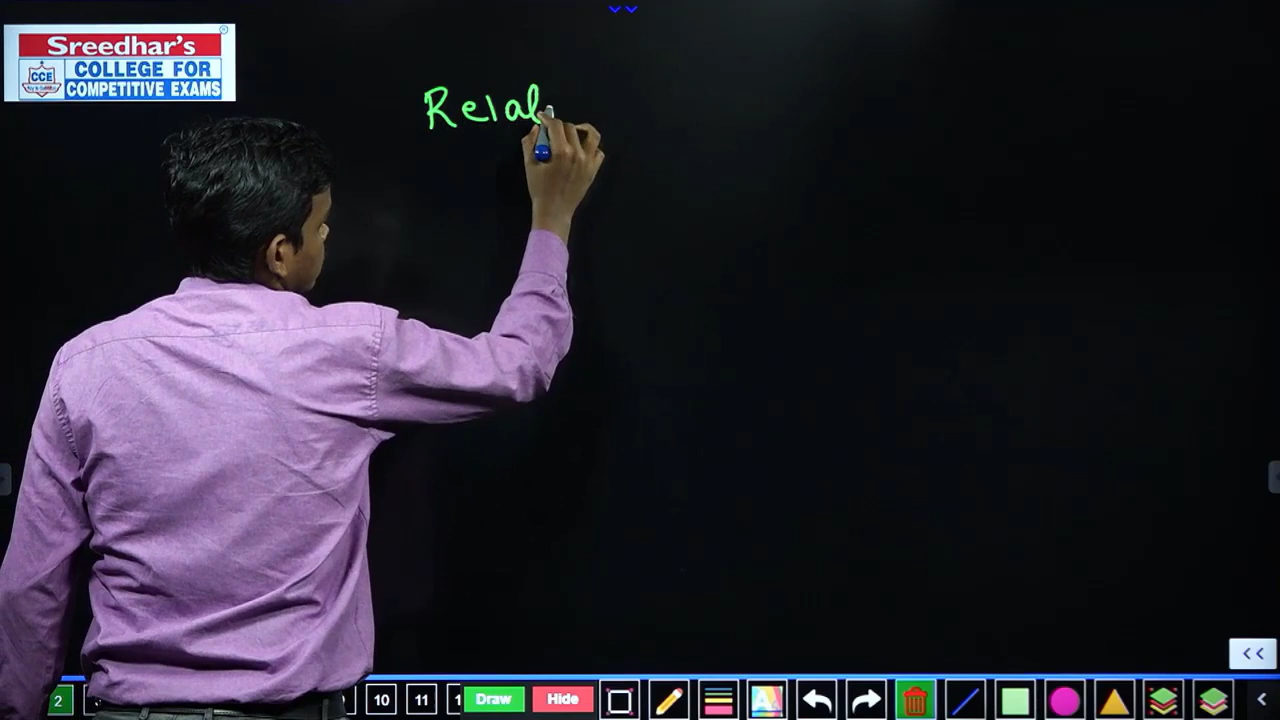 Sreedhar's
CCE
COLLEGE FOR
COMPETITIVE EXAMS
Relat
2
10
11
Draw
Hide